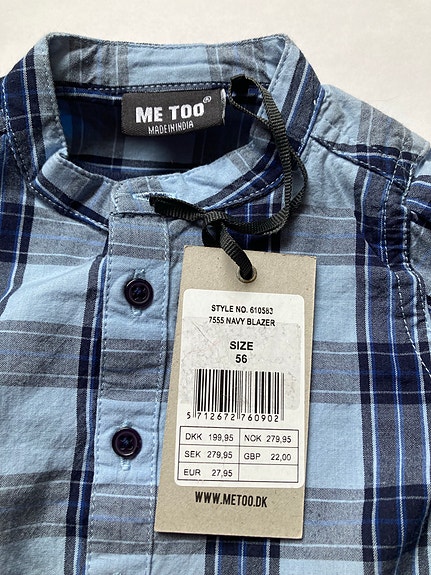 ME TOO®
MADE IN INDIA
STYLE NO. 610583
7555 NAVY BLAZER
SIZE
56
5 712672 760902
DKK 199,95 NOK 279,95
SEK 279,95 GBP 22,00
EUR 27,95
WWW.METOO.DK